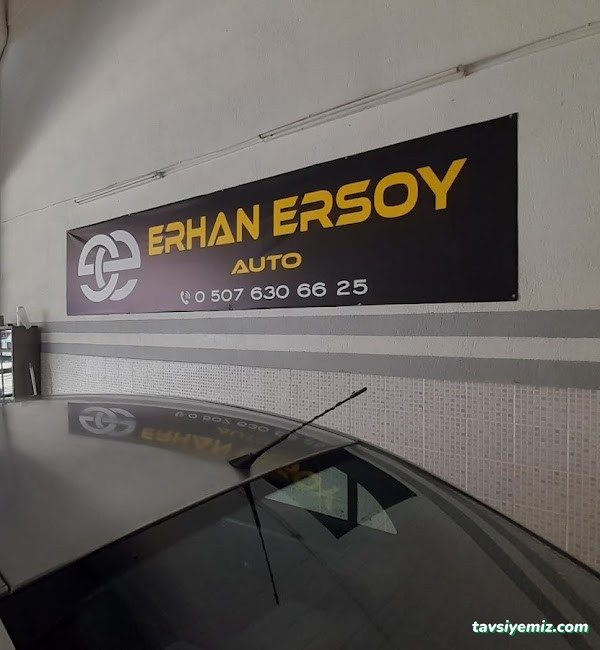 ERHAN ERSOY
AUTO
0 507 630 66 25
tavsiyemiz.com